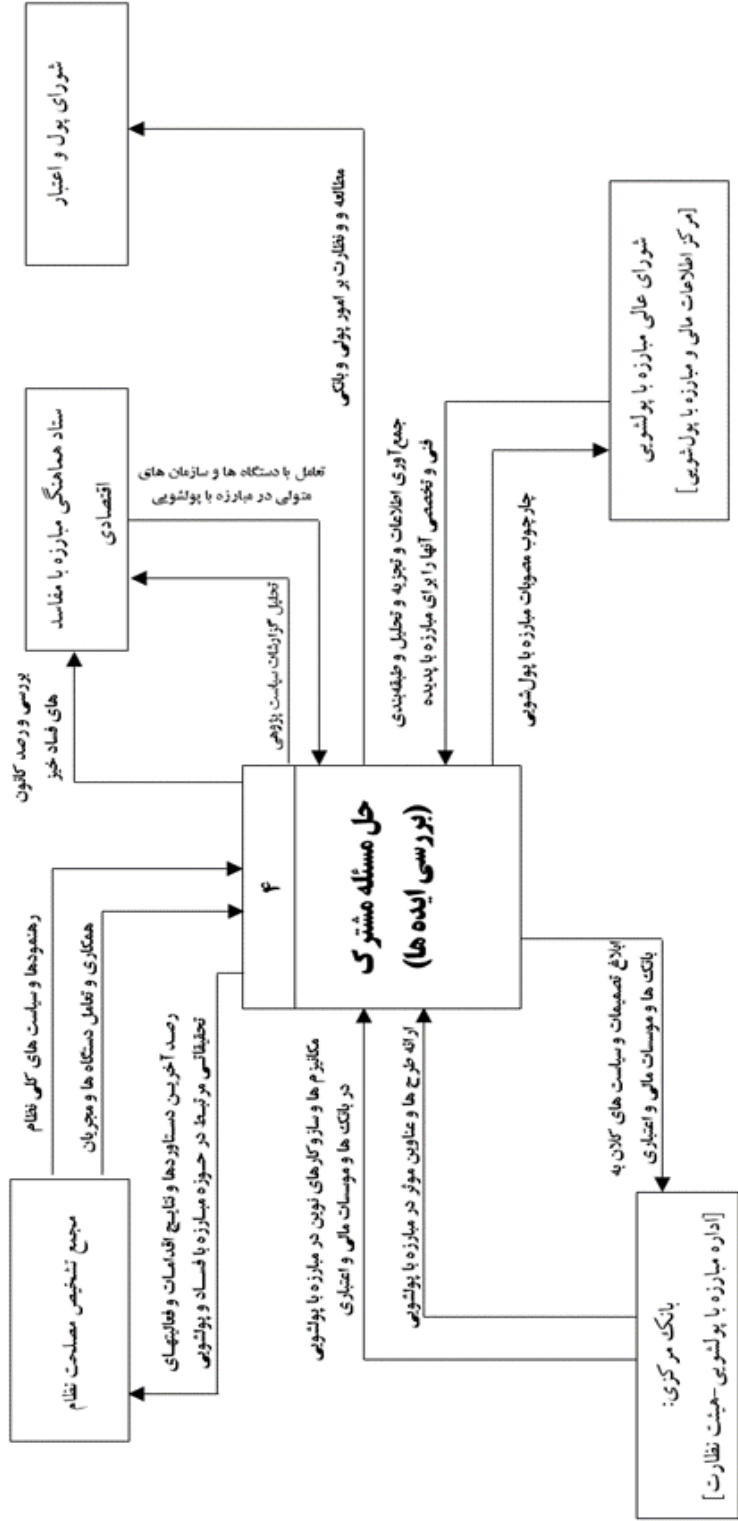 شورای پول و اعتبار
مطالعه و ونظارت بر امور پولی و بانکی
ستاد هماهنگی مبارزه با مفاسد
اقتصادی
تعامل با دستگاه ها و سازمان های
متولی در مبارزه با پولشویی
تحلیل گزارشات سیاست پژوهی
بررسی و رصد کانون
های فساد خیز
شورای عالی مبارزه با پولشویی
[مرکز اطلاعات مالی و مبارزه با پول‌شویی]
جمع‌آوری اطلاعات و تجزیه و تحلیل و طبقه‌بندی
فنی و تخصصی آنها را برای مبارزه با پدیده
چارچوب مصوبات مبارزه با پول‌شویی
۴
حل مسئله مشترک
(بررسی ایده ها)
مجمع تشخیص مصلحت نظام
رهنمودها و سیاست های کلی نظام
همکاری و تعامل دستگاه ها و مجریان
رصد آخرین دستاوردها و نتایج اقدامات و فعالیتهای
تحقیقاتی مرتبط در حوزه مبارزه با فساد و پولشویی
مکانیزم ها و سازوکارهای نوین در مبارزه با پولشویی
در بانک ها و موسسات مالی و اعتباری
ارائه طرح ها و عناوین موثر در مبارزه با پولشویی
ابلاغ تصمیمات و سیاست های کلان به
بانک ها و موسسات مالی و اعتباری
بانک مرکزی:
[اداره مبارزه با پولشویی-هیئت نظارت]